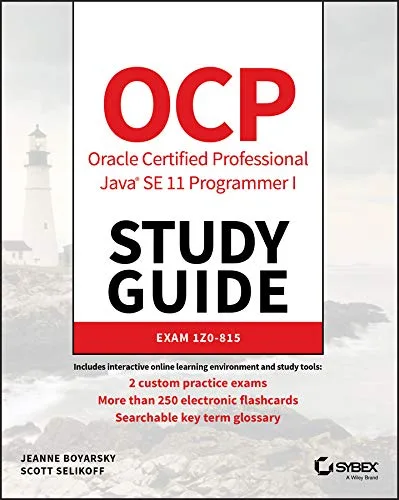 OCP
Oracle Certified Professional
Java® SE 11 Programmer I
STUDY
GUIDE
EXAM 1Z0-815
Includes interactive online learning environment and study tools:
2 custom practice exams
More than 250 electronic flashcards
Searchable key term glossary
JEANNE BOYARSKY
SCOTT SELIKOFF
SYBEX
A Wiley Brand